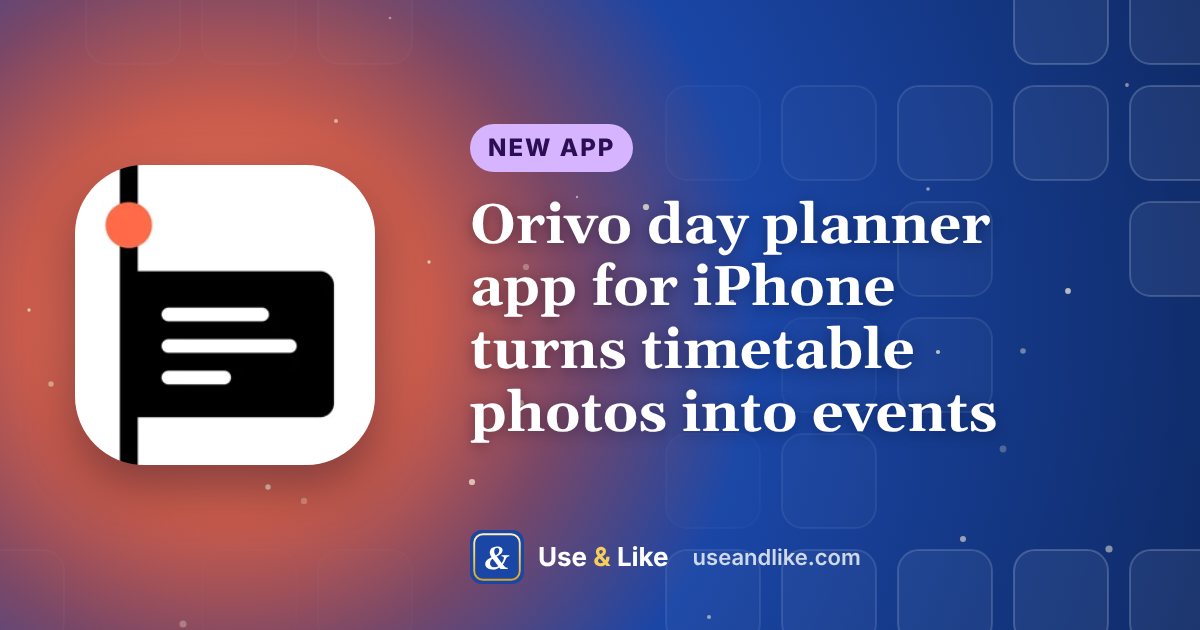 NEW APP
Orivo day planner
app for iPhone
turns timetable
photos into events
& Use & Like useandlike.com